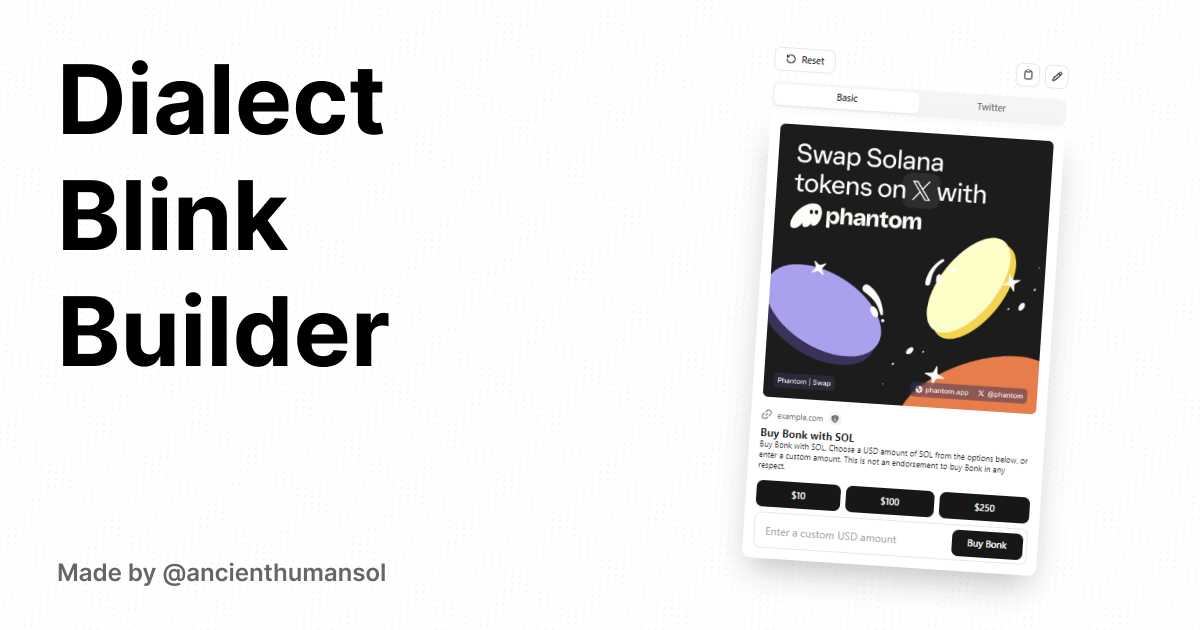 Dialect
Blink
Builder
Made by @ancienthumansol
Reset
Basic
Twitter
Swap Solana
tokens on 𝕏 with
phantom
Phantom | Swap
phantom.app
𝕏 @phantom
example.com
Buy Bonk with SOL
Buy Bonk with SOL. Choose a USD amount of SOL from the options below, or
enter a custom amount. This is not an endorsement to buy Bonk in any
respect.
$10
$100
$250
Enter a custom USD amount
Buy Bonk